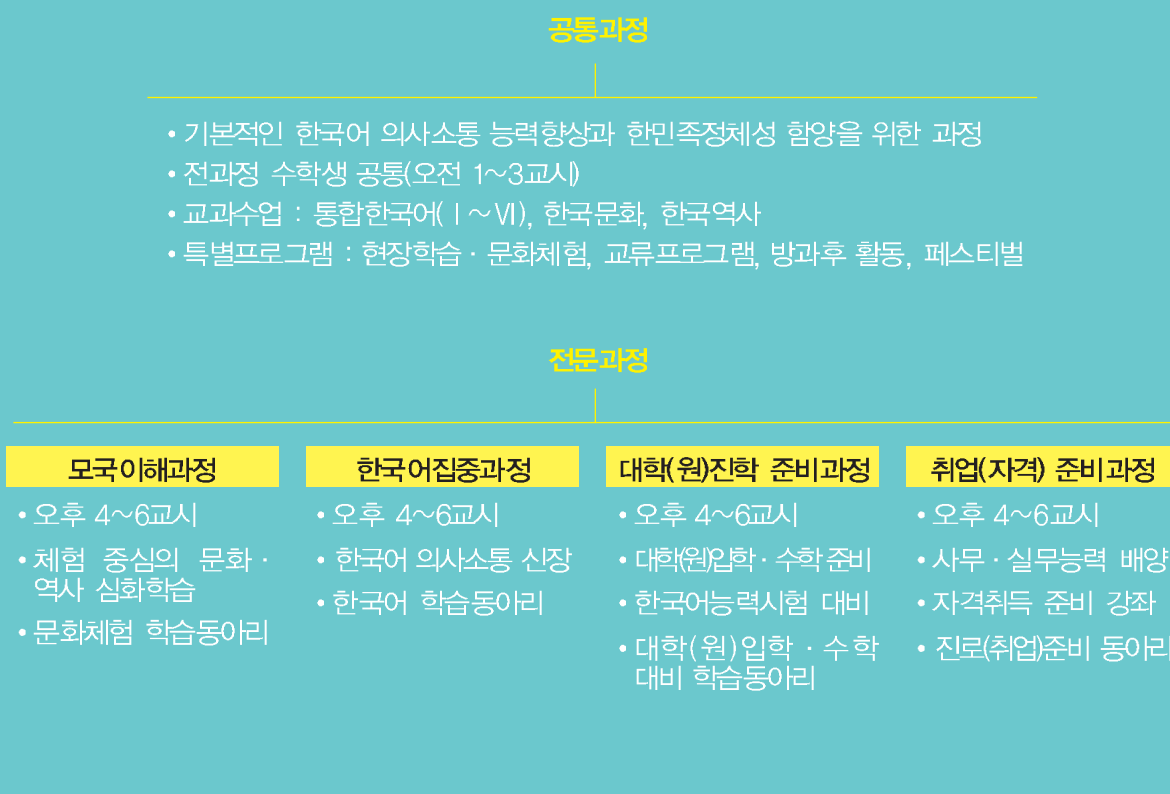 공통과정
• 기본적인 한국어 의사소통 능력향상과 한민족정체성 함양을 위한 과정
• 전과정 수학생 공통(오전 1~3교시)
• 교과수업 : 통합한국어(Ⅰ~Ⅵ), 한국문화, 한국역사
• 특별프로그램 : 현장학습 · 문화체험, 교류프로그램, 방과후 활동, 페스티벌
전문과정
모국이해과정
• 오후 4~6교시
• 체험 중심의 문화 ·
역사 심화학습
• 문화체험 학습동아리
한국어집중과정
• 오후 4~6교시
• 한국어 의사소통 신장
• 한국어 학습동아리
대학(원)진학 준비과정
• 오후 4~6교시
• 대학(원)입학 · 수학 준비
• 한국어능력시험 대비
• 대학(원)입학 · 수학
대비 학습동아리
취업(자격) 준비과정
• 오후 4~6교시
• 사무 · 실무능력 배양
• 자격취득 준비 강좌
• 진로(취업)준비 동아리